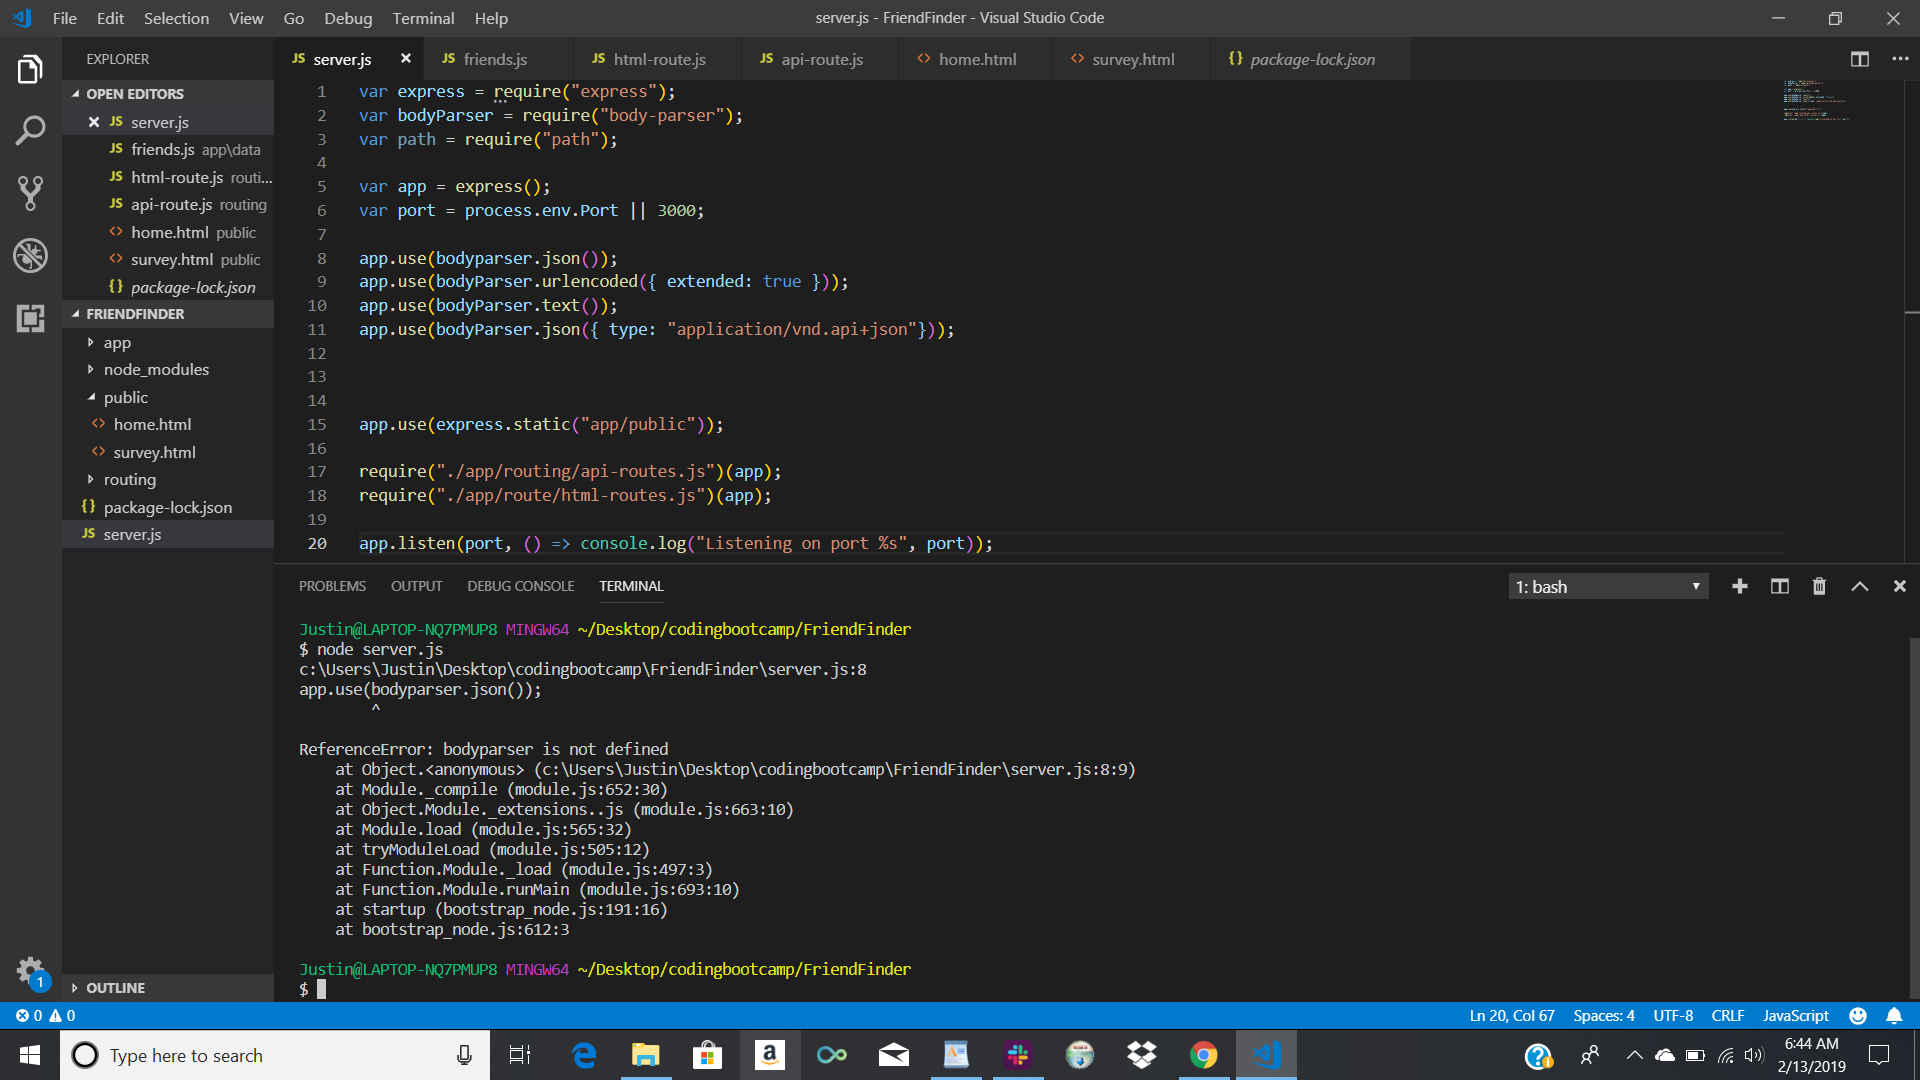 File Edit Selection View Go Debug Terminal Help
server.js - FriendFinder - Visual Studio Code
EXPLORER
OPEN EDITORS
JS server.js
JS friends.js app\data
JS html-route.js routi...
JS api-route.js routing
<> home.html public
<> survey.html public
{} package-lock.json
FRIENDFINDER
app
node_modules
public
<> home.html
<> survey.html
routing
{} package-lock.json
JS server.js
OUTLINE
1
JS server.js
JS friends.js
JS html-route.js
JS api-route.js
<> home.html
<> survey.html
{} package-lock.json
1 var express = require("express");
2 var bodyParser = require("body-parser");
3 var path = require("path");
4
5 var app = express();
6 var port = process.env.Port || 3000;
7
8 app.use(bodyparser.json());
9 app.use(bodyParser.urlencoded({ extended: true }));
10 app.use(bodyParser.text());
11 app.use(bodyParser.json({ type: "application/vnd.api+json"}));
12
13
14
15 app.use(express.static("app/public"));
16
17 require("./app/routing/api-routes.js")(app);
18 require("./app/route/html-routes.js")(app);
19
20 app.listen(port, () => console.log("Listening on port %s", port));
PROBLEMS OUTPUT DEBUG CONSOLE TERMINAL
1: bash
Justin@LAPTOP-NQ7PMUP8 MINGW64 ~/Desktop/codingbootcamp/FriendFinder
$ node server.js
c:\Users\Justin\Desktop\codingbootcamp\FriendFinder\server.js:8
app.use(bodyparser.json());
^
ReferenceError: bodyparser is not defined
at Object.<anonymous> (c:\Users\Justin\Desktop\codingbootcamp\FriendFinder\server.js:8:9)
at Module._compile (module.js:652:30)
at Object.Module._extensions..js (module.js:663:10)
at Module.load (module.js:565:32)
at tryModuleLoad (module.js:505:12)
at Function.Module._load (module.js:497:3)
at Function.Module.runMain (module.js:693:10)
at startup (bootstrap_node.js:191:16)
at bootstrap_node.js:612:3
Justin@LAPTOP-NQ7PMUP8 MINGW64 ~/Desktop/codingbootcamp/FriendFinder
$
0 0
Ln 20, Col 67 Spaces: 4 UTF-8 CRLF JavaScript
Type here to search
6:44 AM
2/13/2019